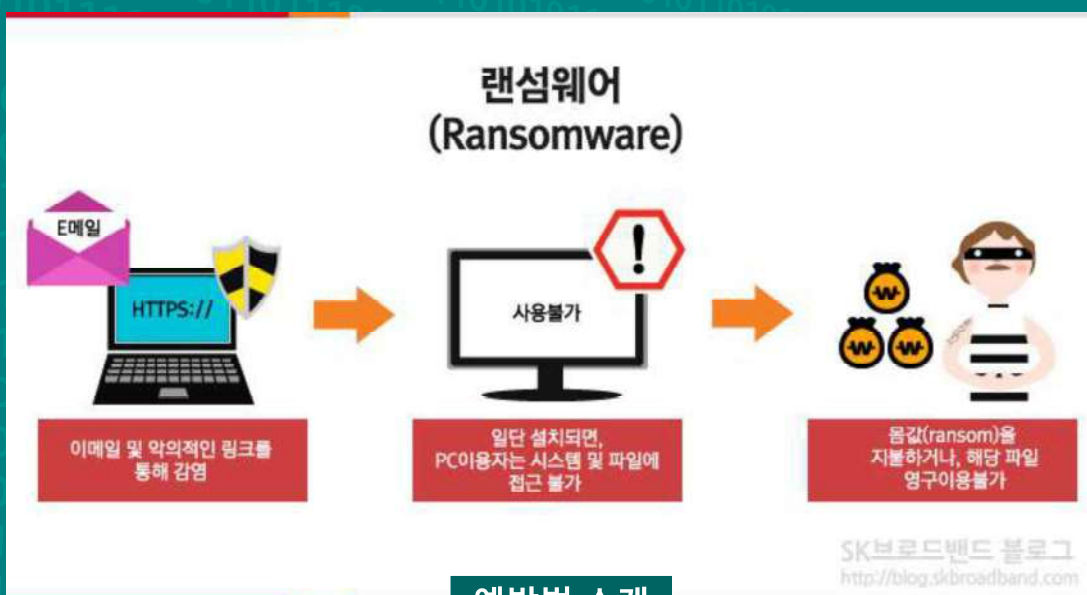 랜섬웨어
(Ransomware)
E메일
HTTPS://
!
사용불가
이메일 및 악의적인 링크를
통해 감염
일단 설치되면,
PC이용자는 시스템 및 파일에
접근 불가
몸값(ransom)을
지불하거나, 해당 파일
영구이용불가
SK브로드밴드 블로그
http://blog.skbroadband.com